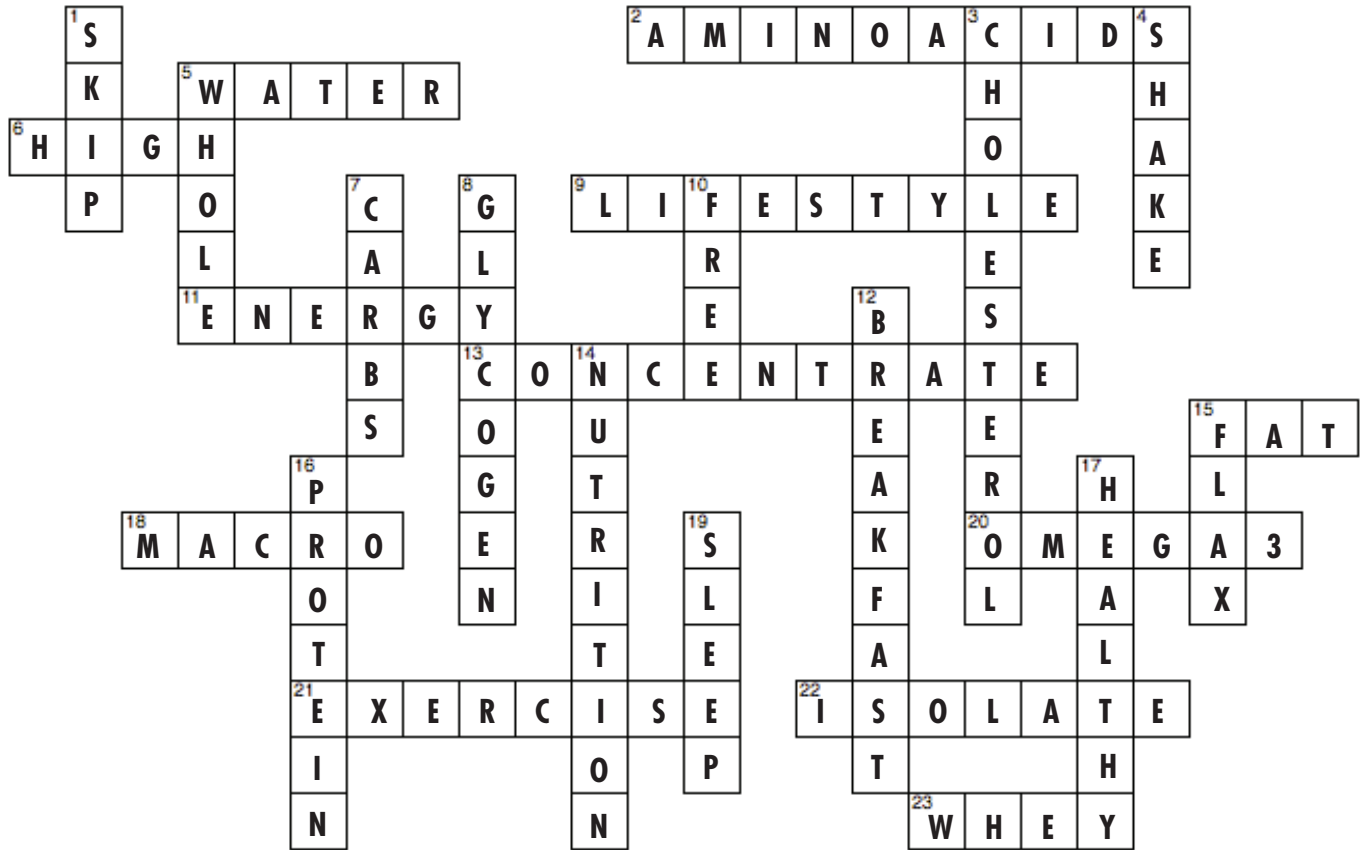 1 S 2 A M I N O A 3 C I D 4 S
K 5 W A T E R H H
6 H I G H O A
P O 7 C 8 G 9 L I 10 F E S T Y L E K
L A L R E E
11 E N E R G Y E 12 B S
B 13 C O 14 N C E N T R A T E
S O U E E 15 F A T
16 P G T A R 17 H L
18 M A C R O E R 19 S K 20 O M E G A 3
O N I L F L A X
T T E A L
21 E X E R C I S E 22 I S O L A T E
I O P T H
N N 23 W H E Y